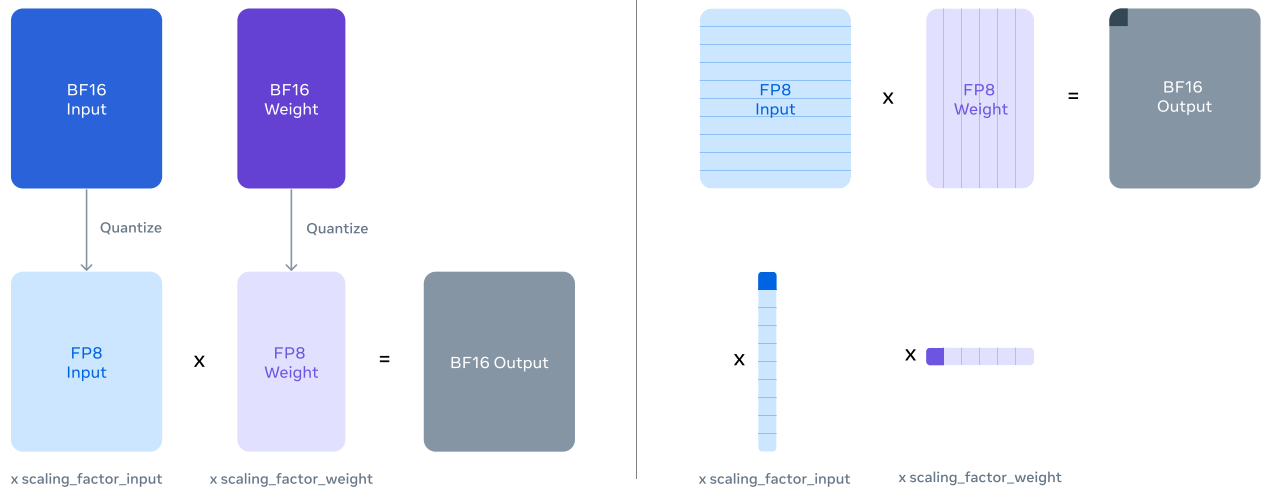 BF16
Input
BF16
Weight
Quantize
Quantize
FP8
Input
x
FP8
Weight
=
BF16 Output
x scaling_factor_input
x scaling_factor_weight
FP8
Input
x
FP8
Weight
=
BF16
Output
x
x
x scaling_factor_input
x scaling_factor_weight